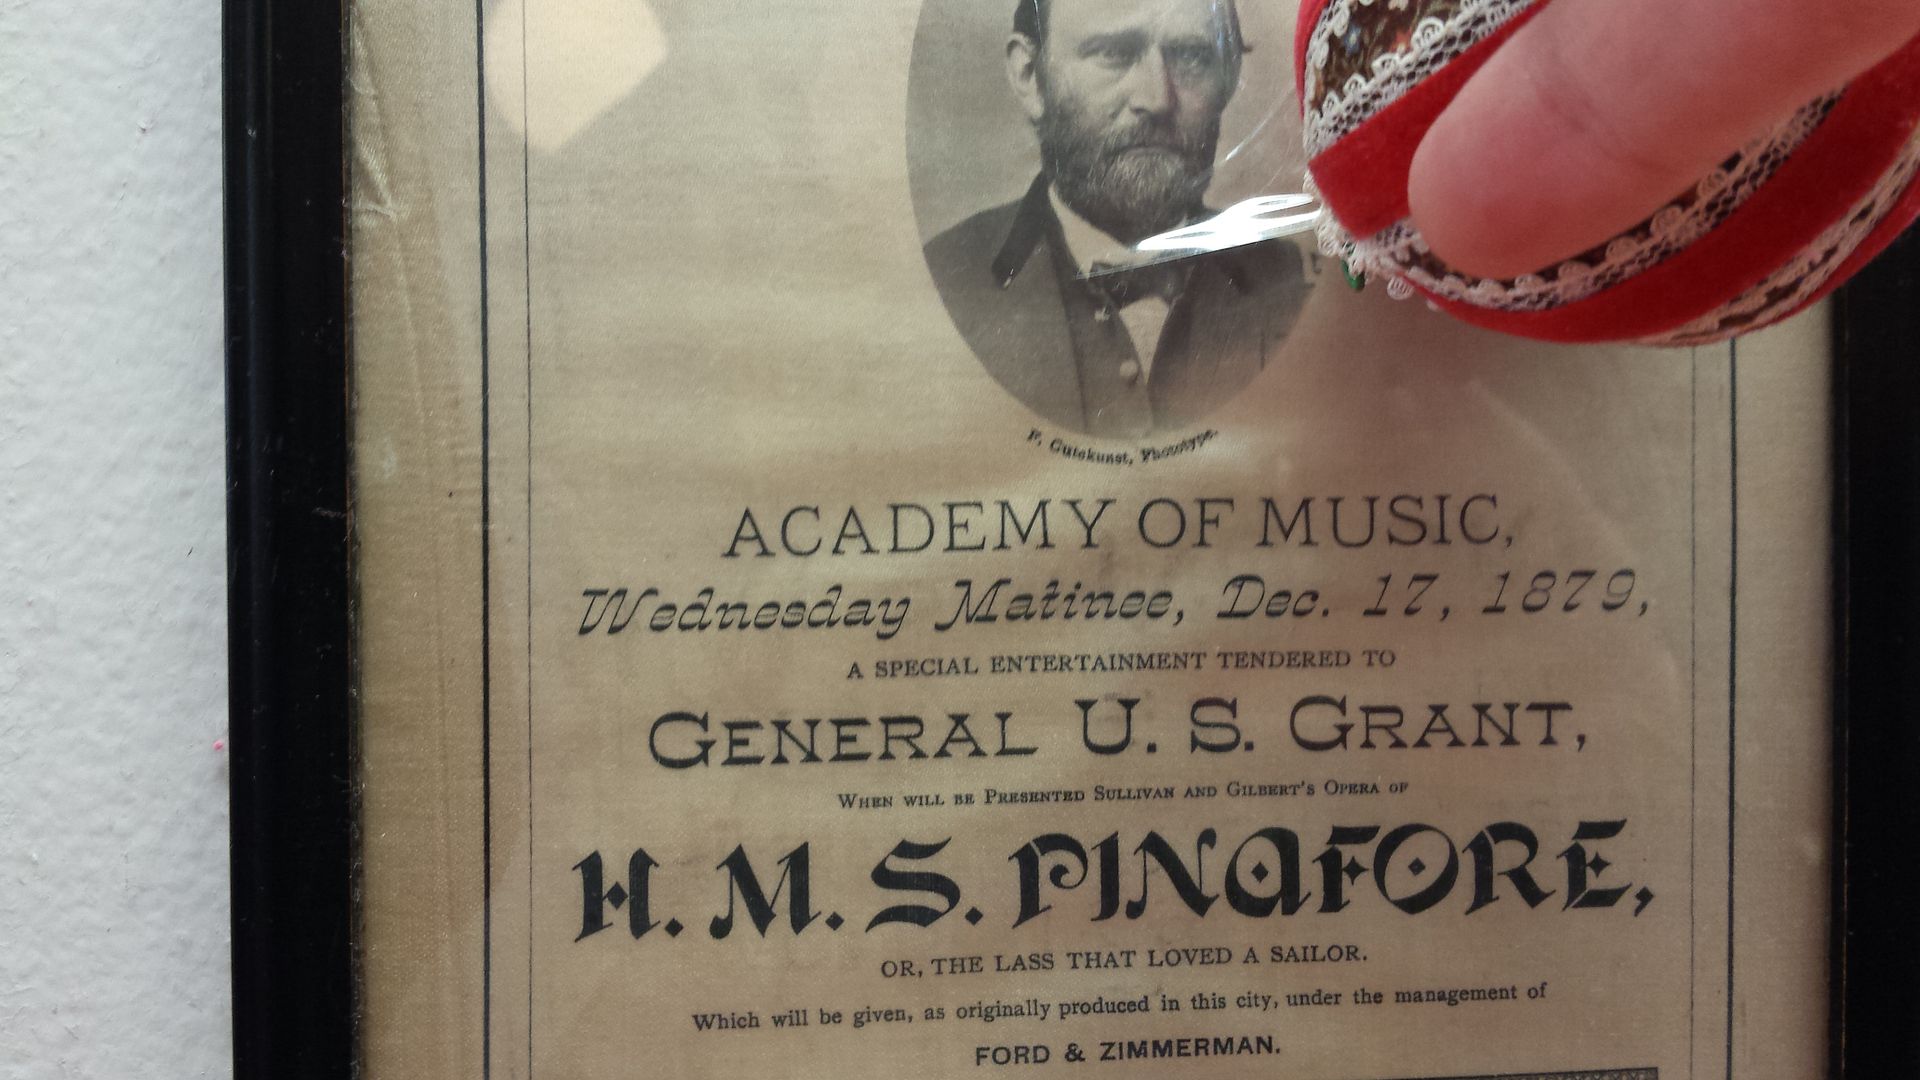 F. Gutekunst, Phototype.
ACADEMY OF MUSIC,
Wednesday Matinee, Dec. 17, 1879,
A SPECIAL ENTERTAINMENT TENDERED TO
GENERAL U. S. GRANT,
WHEN WILL BE PRESENTED SULLIVAN AND GILBERT'S OPERA OF
H. M. S. PINAFORE,
OR, THE LASS THAT LOVED A SAILOR.
Which will be given, as originally produced in this city, under the management of
FORD & ZIMMERMAN.